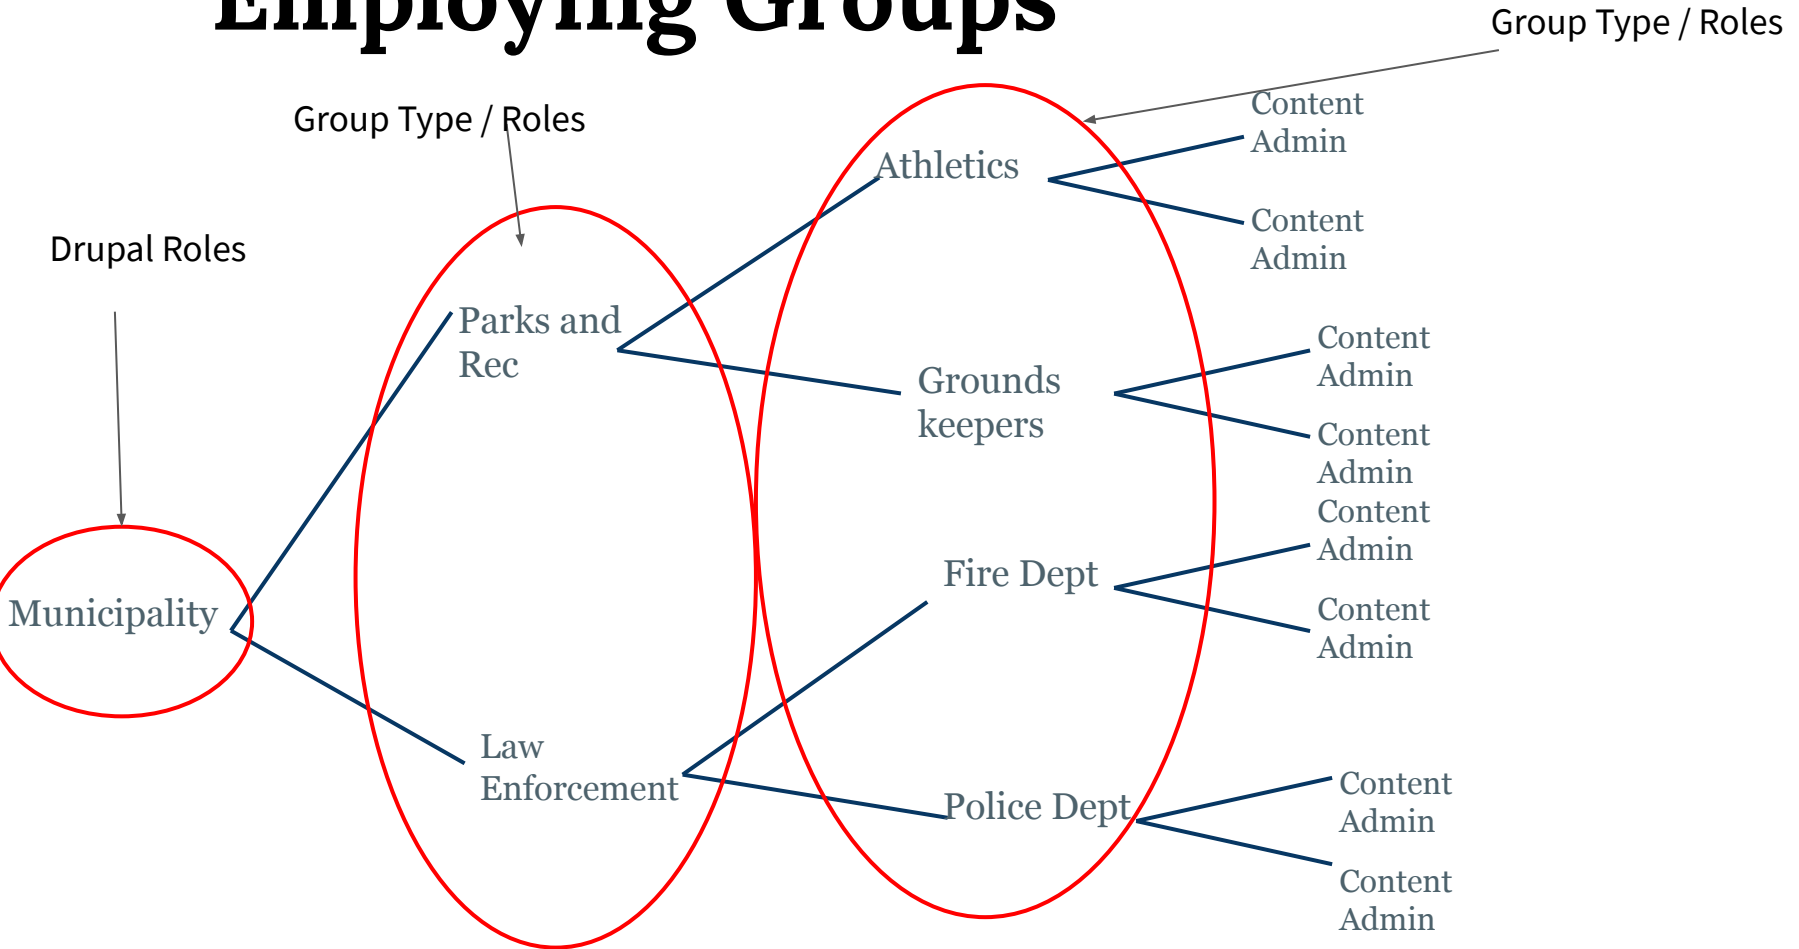 Employing Groups
Group Type / Roles
Group Type / Roles
Drupal Roles
Municipality
Parks and
Rec
Law
Enforcement
Athletics
Grounds
keepers
Fire Dept
Police Dept
Content
Admin
Content
Admin
Content
Admin
Content
Admin
Content
Admin
Content
Admin
Content
Admin
Content
Admin